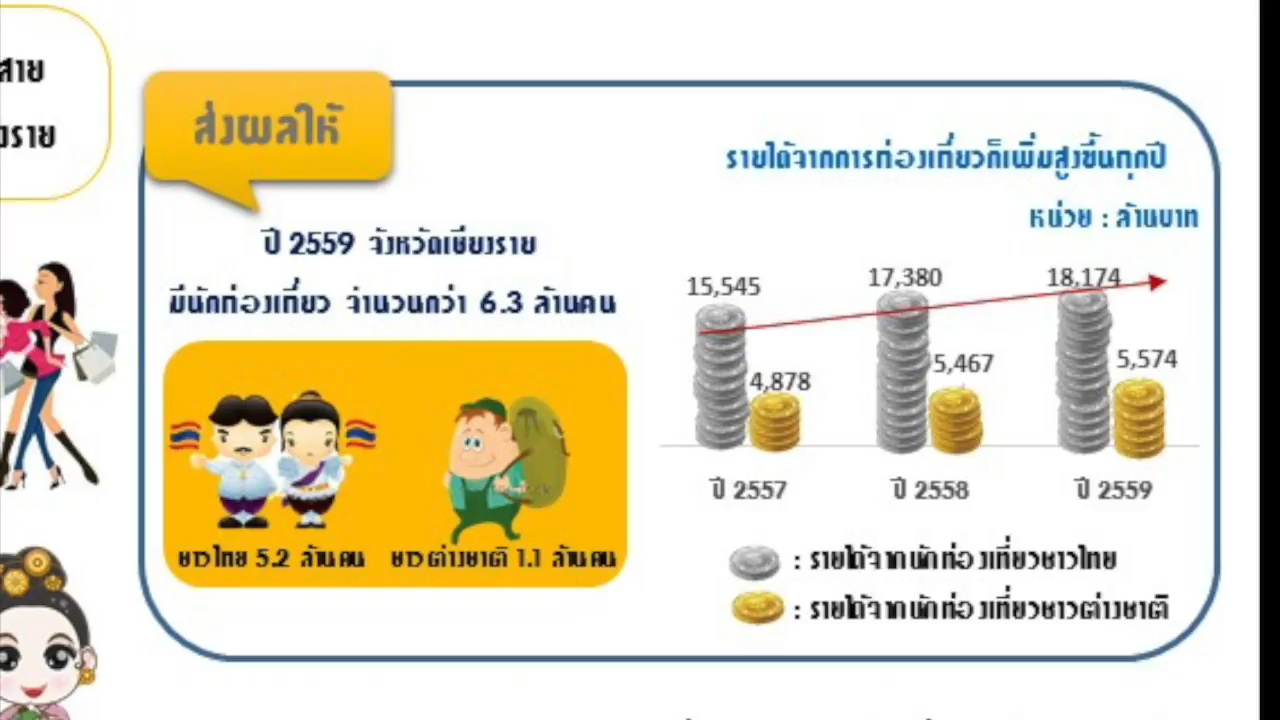 สาย
งราย
ส่งผลให้
ปี 2559 จังหวัดเชียงราย
มีนักท่องเที่ยว จำนวนกว่า 6.3 ล้านคน
ชาวไทย 5.2 ล้านคน
ชาวต่างชาติ 1.1 ล้านคน
รายได้จากการท่องเที่ยวก็เพิ่มสูงขึ้นทุกปี
หน่วย : ล้านบาท
15,545
17,380
18,174
4,878
5,467
5,574
ปี 2557
ปี 2558
ปี 2559
: รายได้จากนักท่องเที่ยวชาวไทย
: รายได้จากนักท่องเที่ยวชาวต่างชาติ